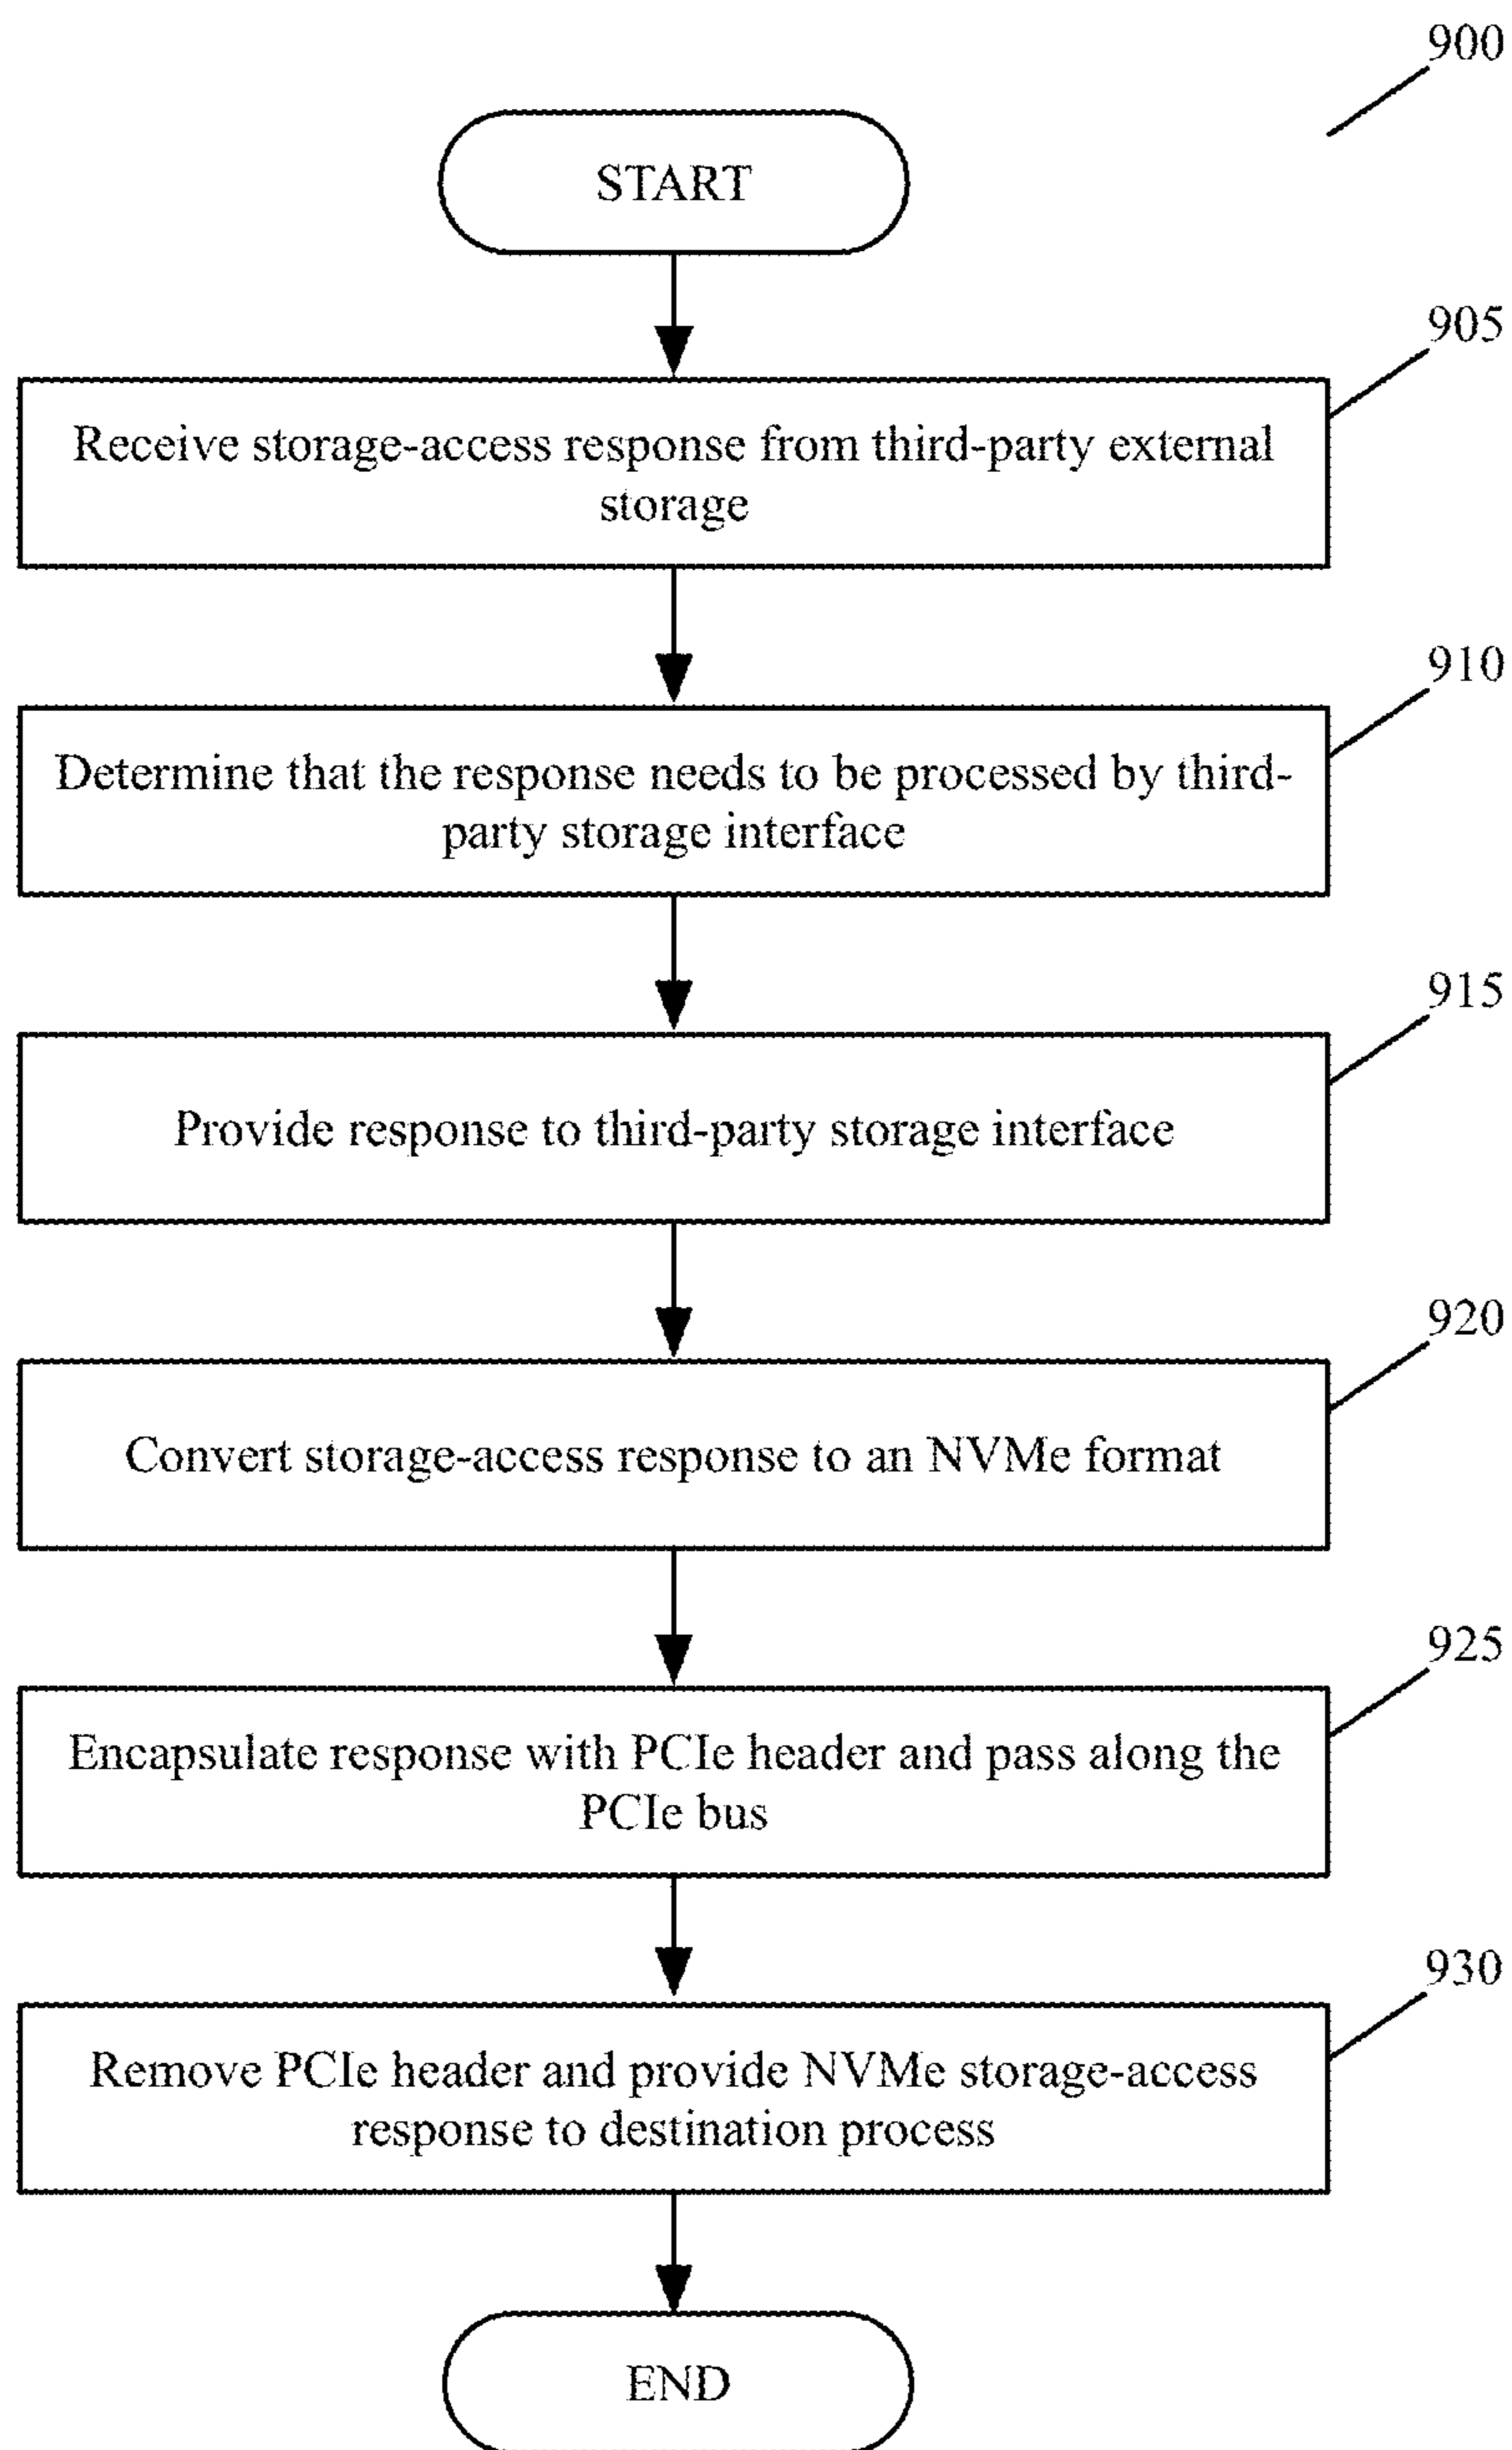 900
START
905
Receive storage-access response from third-party external
storage
910
Determine that the response needs to be processed by third-
party storage interface
915
Provide response to third-party storage interface
920
Convert storage-access response to an NVMe format
925
Encapsulate response with PCIe header and pass along the
PCIe bus
930
Remove PCIe header and provide NVMe storage-access
response to destination process
END